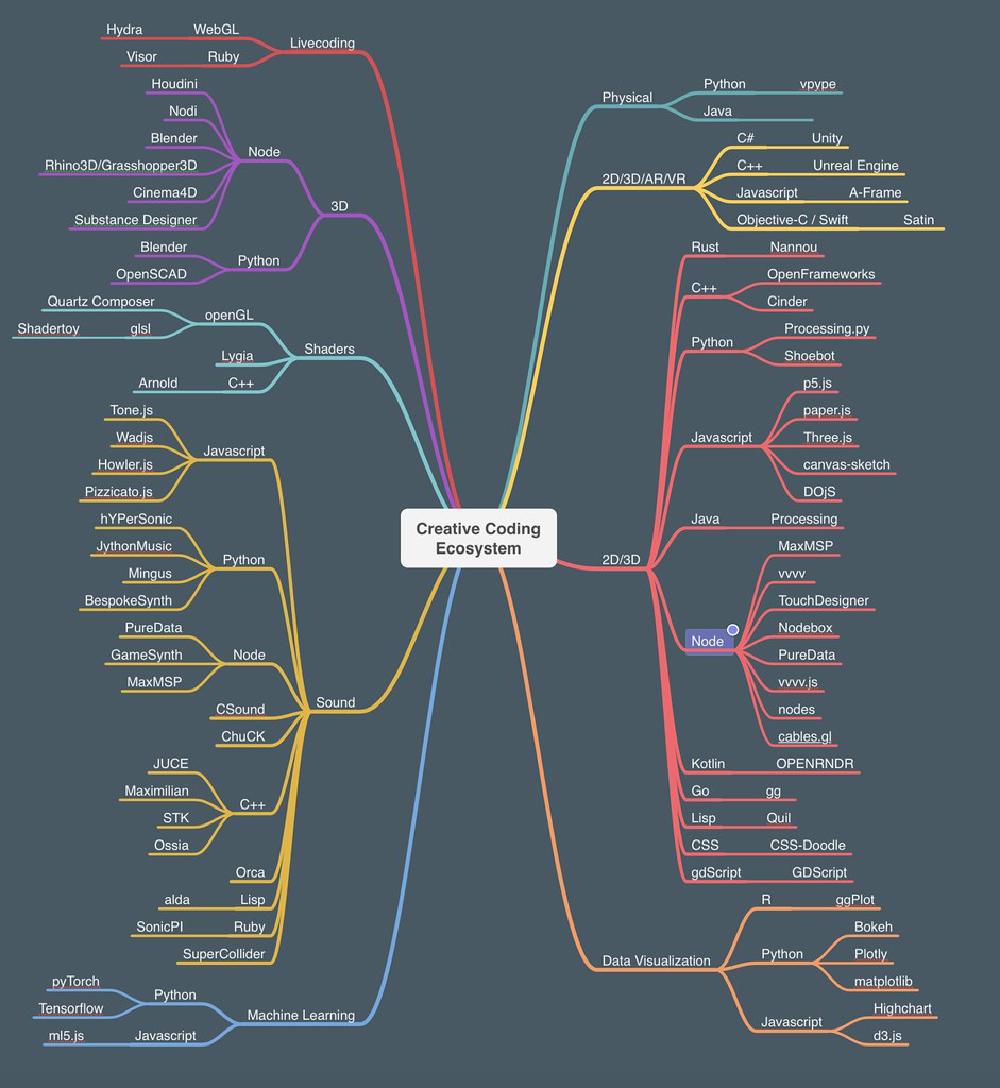 Creative Coding
Ecosystem
Livecoding
WebGL
Hydra
Ruby
Visor
3D
Node
Houdini
Nodi
Blender
Rhino3D/Grasshopper3D
Cinema4D
Substance Designer
Python
Blender
OpenSCAD
Shaders
openGL
Quartz Composer
glsl
Shadertoy
Lygia
C++
Arnold
Sound
Javascript
Tone.js
Wadjs
Howler.js
Pizzicato.js
Python
hYPerSonic
JythonMusic
Mingus
BespokeSynth
Node
PureData
GameSynth
MaxMSP
CSound
ChuCK
C++
JUCE
Maximilian
STK
Ossia
Orca
Lisp
alda
Ruby
SonicPI
SuperCollider
Machine Learning
Python
pyTorch
Tensorflow
Javascript
ml5.js
Physical
Python
vpype
Java
2D/3D/AR/VR
C#
Unity
C++
Unreal Engine
Javascript
A-Frame
Objective-C / Swift
Satin
2D/3D
Rust
Nannou
C++
OpenFrameworks
Cinder
Python
Processing.py
Shoebot
Javascript
p5.js
paper.js
Three.js
canvas-sketch
DOjS
Java
Processing
Node
MaxMSP
vvvv
TouchDesigner
Nodebox
PureData
vvvv.js
nodes
cables.gl
Kotlin
OPENRNDR
Go
gg
Lisp
Quil
CSS
CSS-Doodle
gdScript
GDScript
Data Visualization
R
ggPlot
Python
Bokeh
Plotly
matplotlib
Javascript
Highchart
d3.js